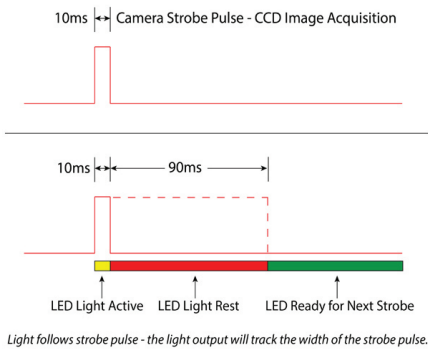 10ms Camera Strobe Pulse - CCD Image Acquisition
10ms 90ms
LED Light Active LED Light Rest LED Ready for Next Strobe
Light follows strobe pulse - the light output will track the width of the strobe pulse.